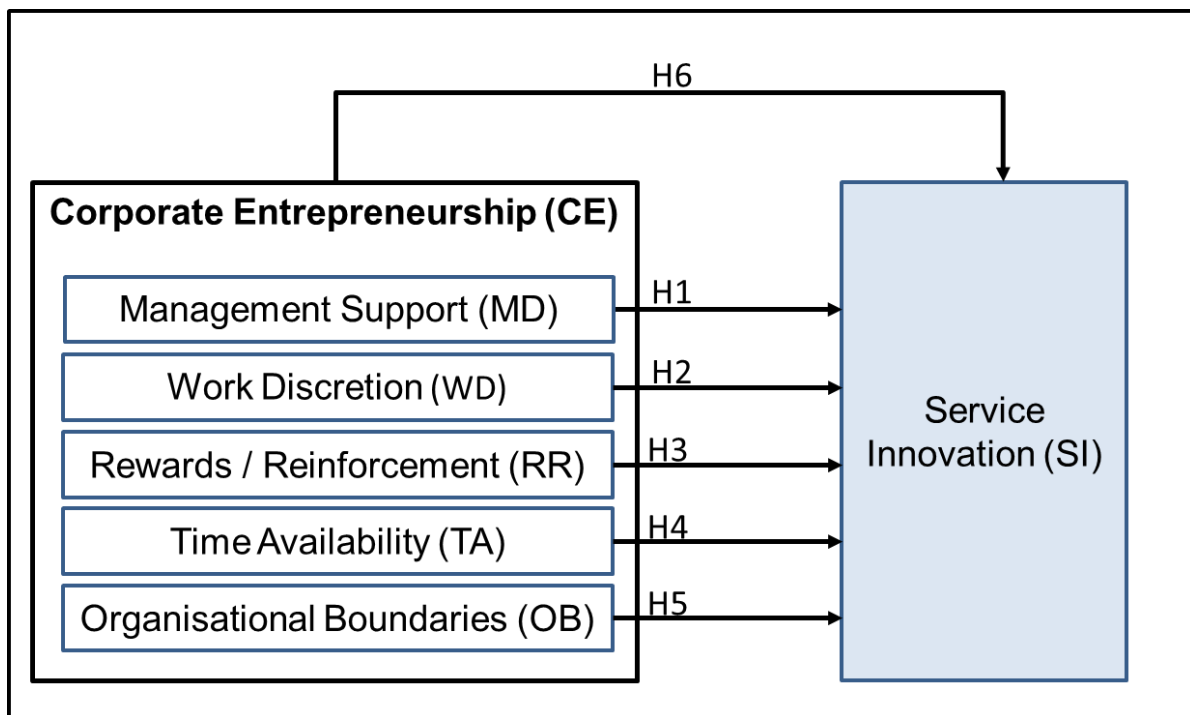 H6
Corporate Entrepreneurship (CE)
Management Support (MD)
H1
Work Discretion (WD)
H2
Rewards / Reinforcement (RR)
H3
Time Availability (TA)
H4
Organisational Boundaries (OB)
H5
Service
Innovation (SI)